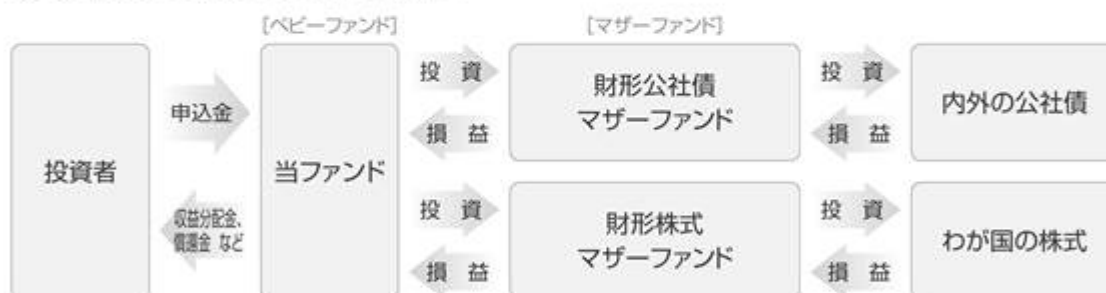 [ベビーファンド]
[マザーファンド]
投資者
申込金
収益分配金、
償還金 など
当ファンド
投 資
損 益
財形公社債
マザーファンド
投 資
損 益
内外の公社債
投 資
損 益
財形株式
マザーファンド
投 資
損 益
わが国の株式